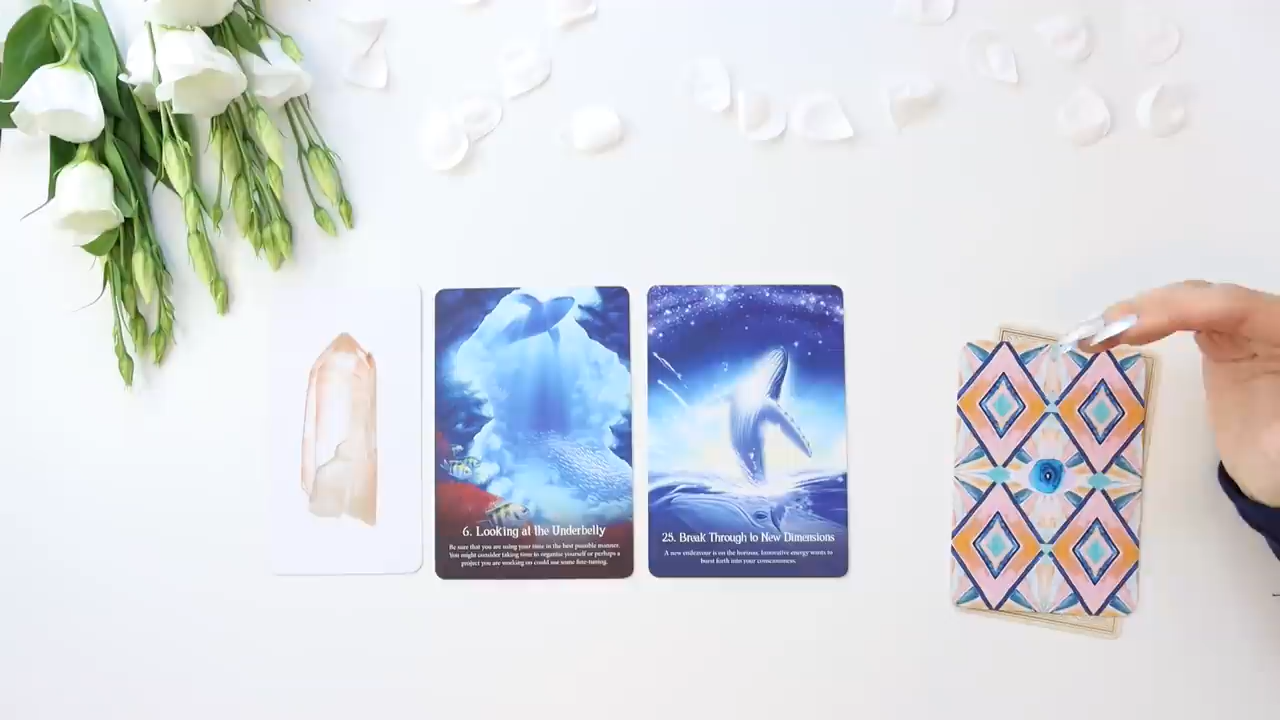 6. Looking at the Underbelly
Be sure that you are using your time in the best possible manner.
You might consider taking time to organize yourself or perhaps a
project you are working on could use some fine-tuning.
25. Break Through to New Dimensions
A new endeavour is on the horizon. Innovative energy wants to
burst forth into your consciousness.